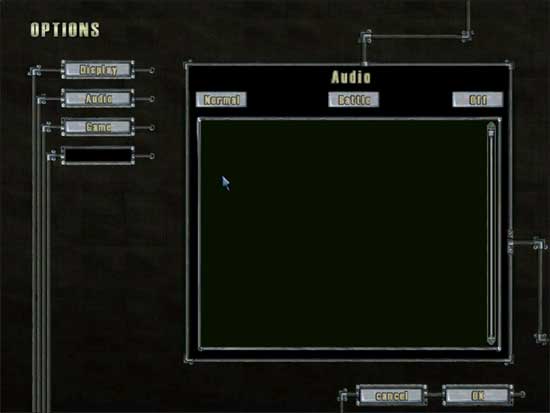 OPTIONS
Display
Audio
Game
Audio
Normal
Battle
Off
cancel
OK